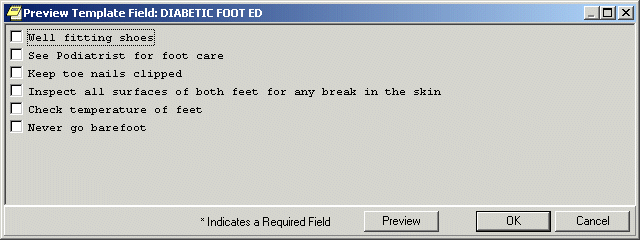 Preview Template Field: DIABETIC FOOT ED
Well fitting shoes
See Podiatrist for foot care
Keep toe nails clipped
Inspect all surfaces of both feet for any break in the skin
Check temperature of feet
Never go barefoot
* Indicates a Required Field Preview OK Cancel